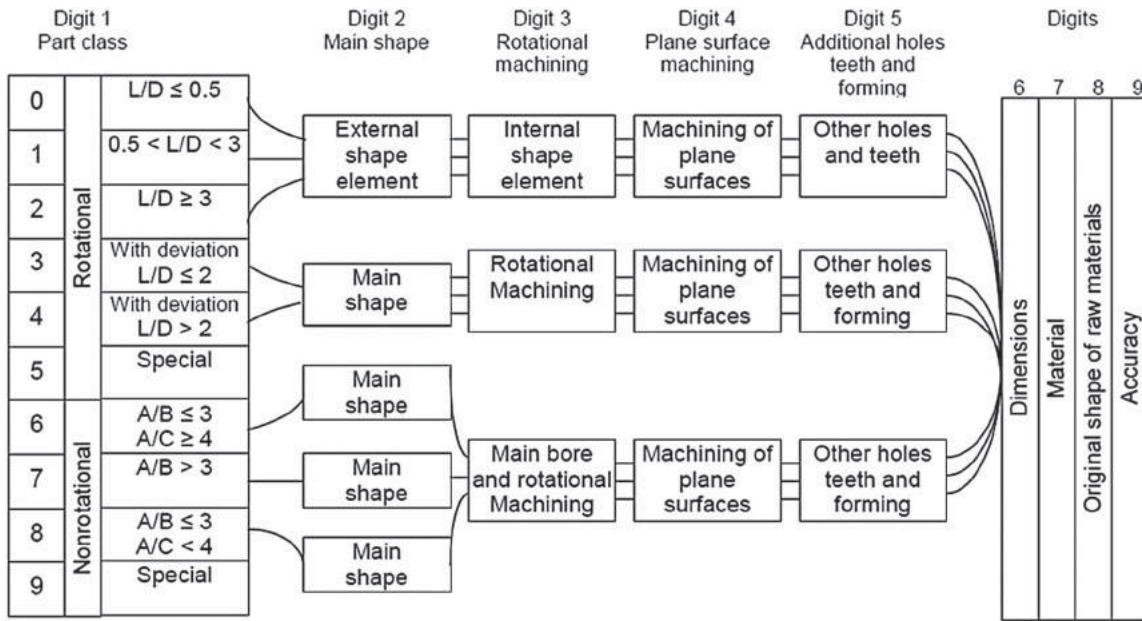 Digit 1
Part class
Digit 2
Main shape
Digit 3
Rotational
machining
Digit 4
Plane surface
machining
Digit 5
Additional holes
teeth and
forming
Digits
6
7
8
9
0
1
2
3
4
5
6
7
8
9
Rotational
Nonrotational
L/D ≤ 0.5
0.5 < L/D < 3
L/D ≥ 3
With deviation
L/D ≤ 2
With deviation
L/D > 2
Special
A/B ≤ 3
A/C ≥ 4
A/B > 3
A/B ≤ 3
A/C < 4
Special
External
shape
element
Internal
shape
element
Machining of
plane
surfaces
Other holes
and teeth
Main
shape
Rotational
Machining
Machining of
plane
surfaces
Other holes
teeth and
forming
Main
shape
Main
shape
Main
shape
Main bore
and rotational
Machining
Machining of
plane
surfaces
Other holes
teeth and
forming
Dimensions
Material
Original shape of raw materials
Accuracy